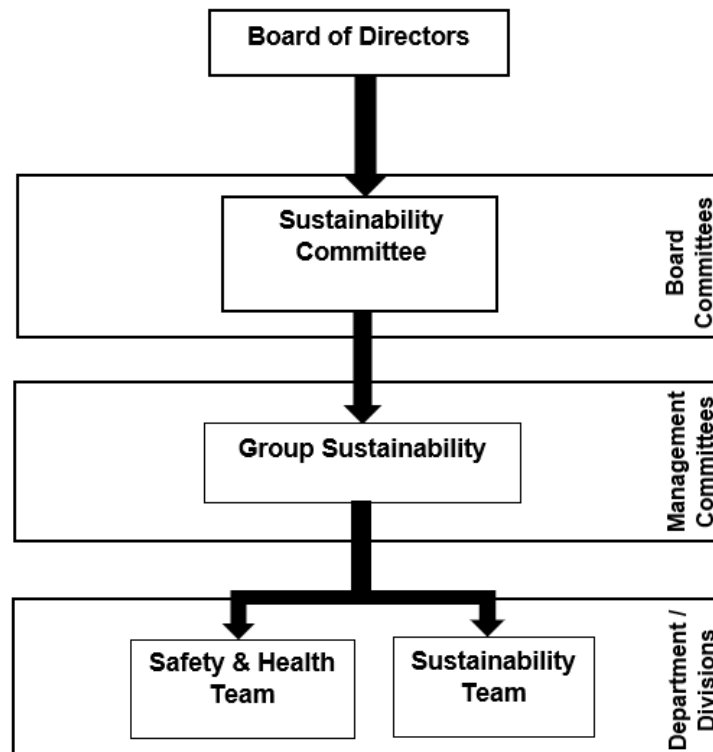 Board of Directors
Sustainability
Committee
Board
Committees
Group Sustainability
Management
Committees
Safety & Health
Team
Sustainability
Team
Department /
Divisions